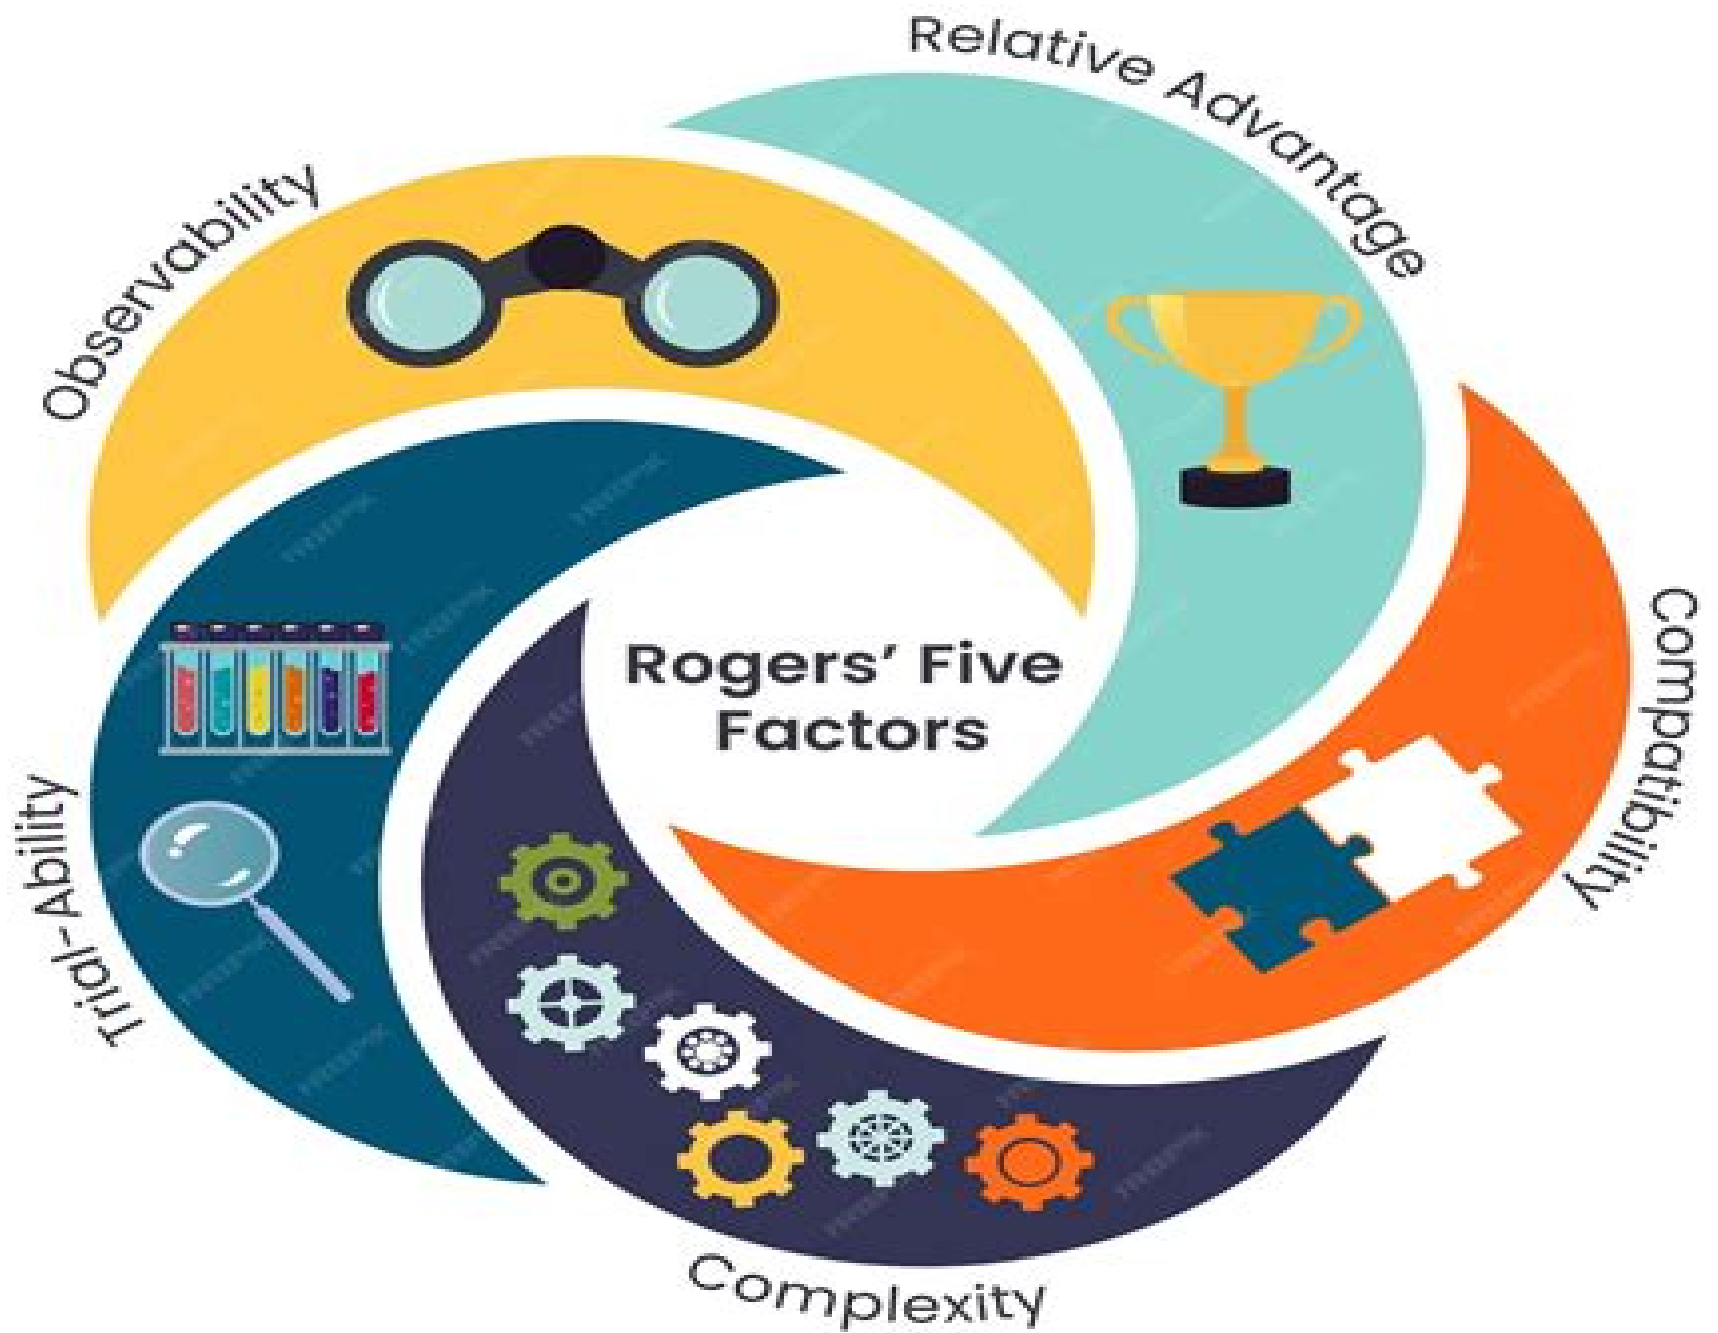 Relative Advantage
Observability
Compatibility
Rogers’ Five
Factors
Trial-Ability
Complexity